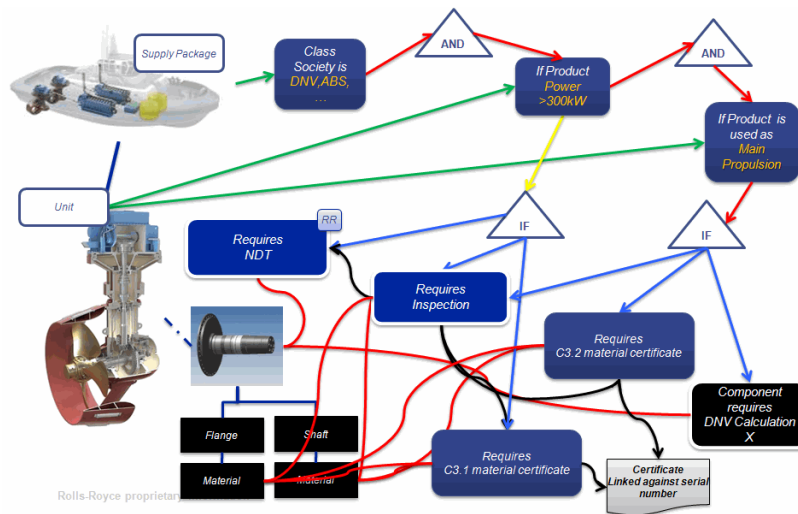 Supply Package
Class
Society is
DNV,ABS,
...
AND
If Product
Power
>300kW
AND
If Product is
used as
Main
Propulsion
Unit
RR
Requires
NDT
IF
IF
Requires
Inspection
Requires
C3.2 material certificate
Component
requires
DNV Calculation
X
Flange
Shaft
Material
Material
Requires
C3.1 material certificate
Certificate
Linked against serial
number
Rolls-Royce proprietary